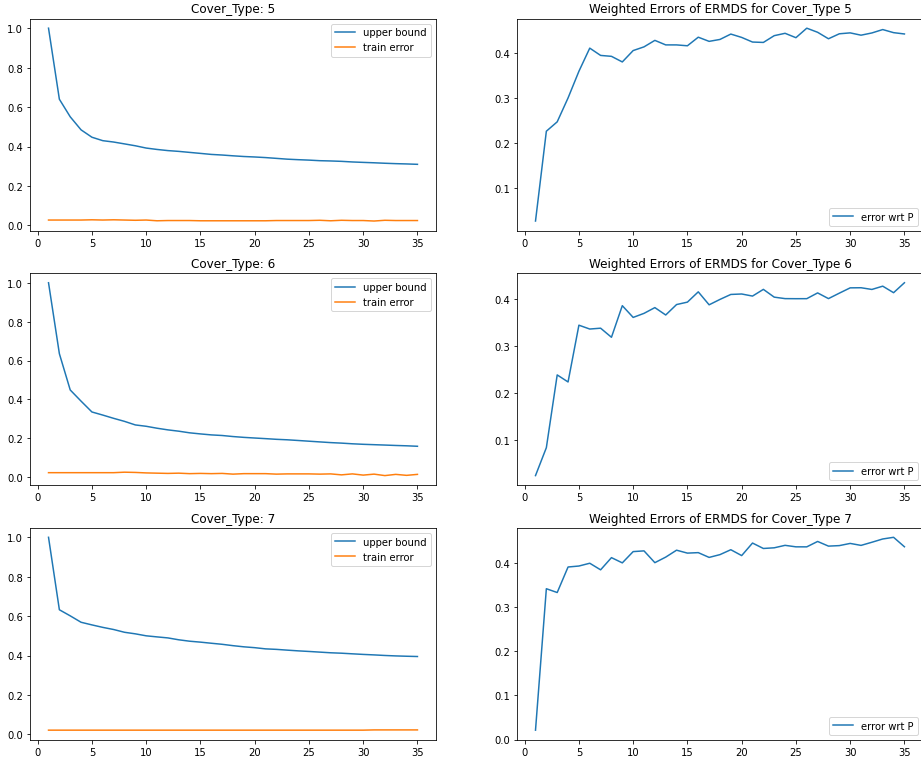 Cover_Type: 5
1.0
0.8
0.6
0.4
0.2
0.0
upper bound
train error
0 5 10 15 20 25 30 35
Weighted Errors of ERMDS for Cover_Type 5
0.4
0.3
0.2
0.1
error wrt P
0 5 10 15 20 25 30 35
Cover_Type: 6
1.0
0.8
0.6
0.4
0.2
0.0
upper bound
train error
0 5 10 15 20 25 30 35
Weighted Errors of ERMDS for Cover_Type 6
0.4
0.3
0.2
0.1
error wrt P
0 5 10 15 20 25 30 35
Cover_Type: 7
1.0
0.8
0.6
0.4
0.2
0.0
upper bound
train error
0 5 10 15 20 25 30 35
Weighted Errors of ERMDS for Cover_Type 7
0.4
0.3
0.2
0.1
0.0
error wrt P
0 5 10 15 20 25 30 35